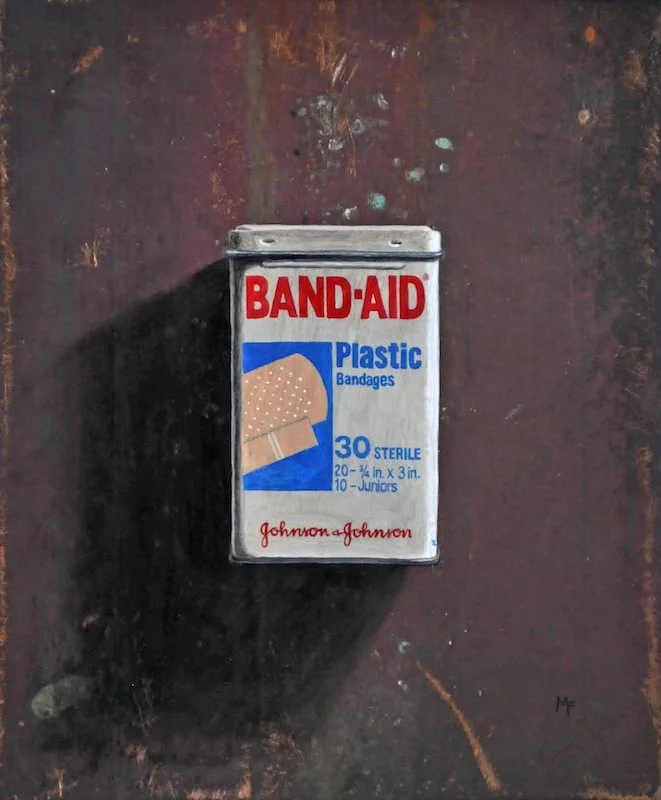 BAND-AID®
Plastic
Bandages
30 STERILE
20 - ¾ in. x 3 in.
10 - Juniors
Johnson & Johnson
MF